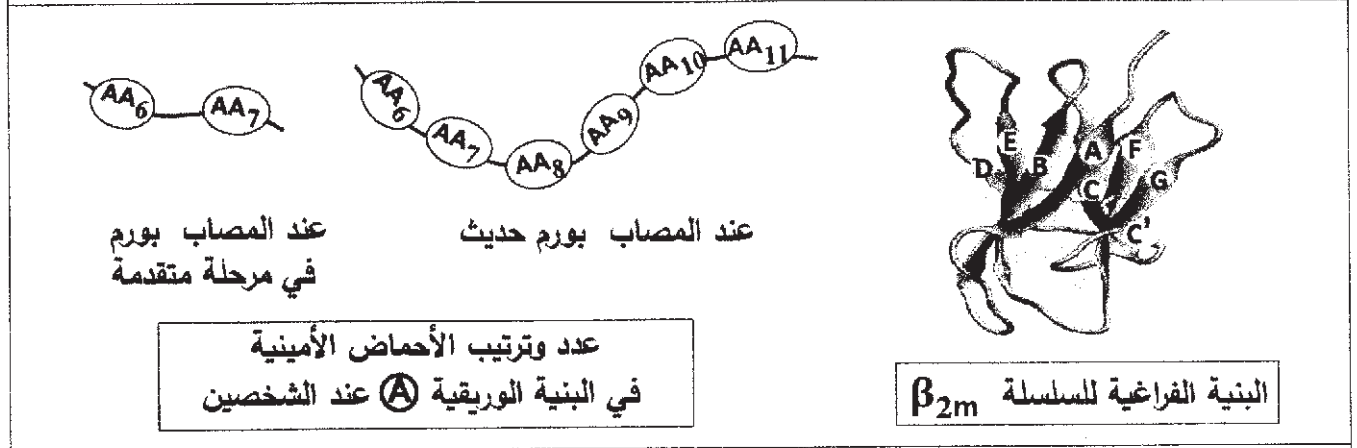 AA6 AA7
AA6 AA7 AA8 AA9 AA10 AA11
D E B A C F G C'
عند المصاب بورم حديث
عند المصاب بورم
في مرحلة متقدمة
عدد وترتيب الأحماض الأمينية
في البنية الوريقية Ⓐ عند الشخصين
البنية الفراغية للسلسلة β2m